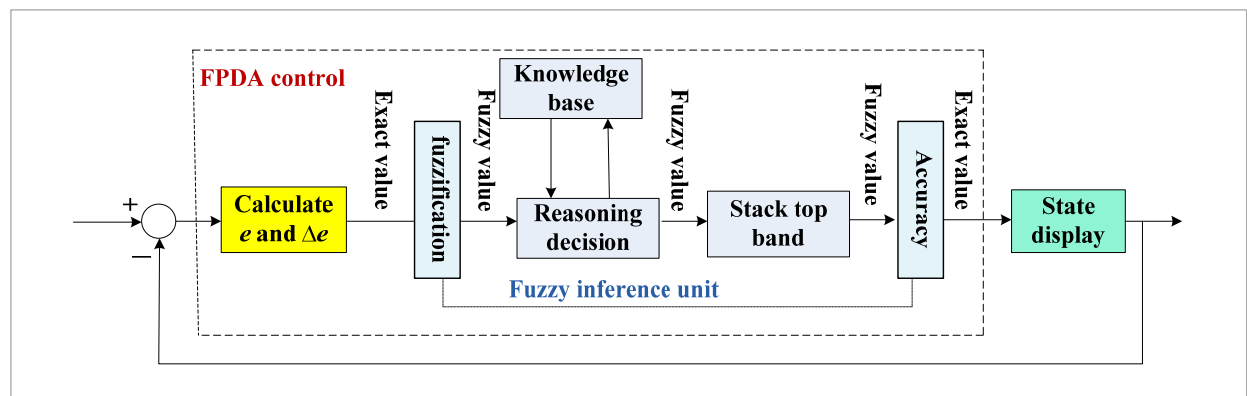 FPDA control
Knowledge
base
Exact value
Fuzzy value
Fuzzy value
Fuzzy value
Exact value
+
−
Calculate
e and Δe
fuzzification
Reasoning
decision
Stack top
band
Accuracy
State
display
Fuzzy inference unit